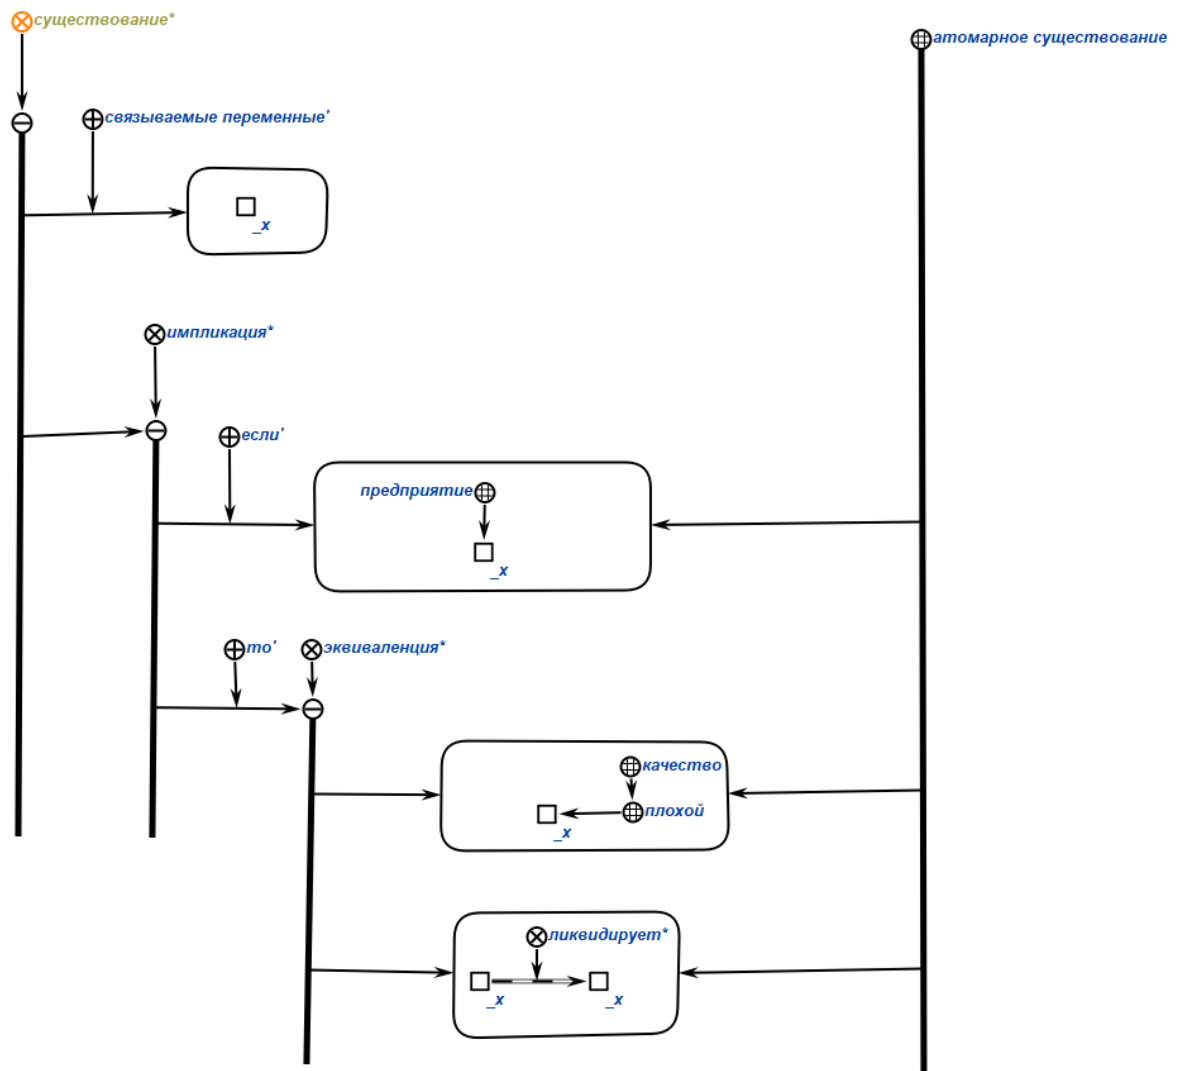 существование*
атомарное существование
связываемые переменные'
_x
импликация*
если'
предприятие
_x
то'
эквиваленция*
качество
плохой
_x
ликвидирует*
_x
_x